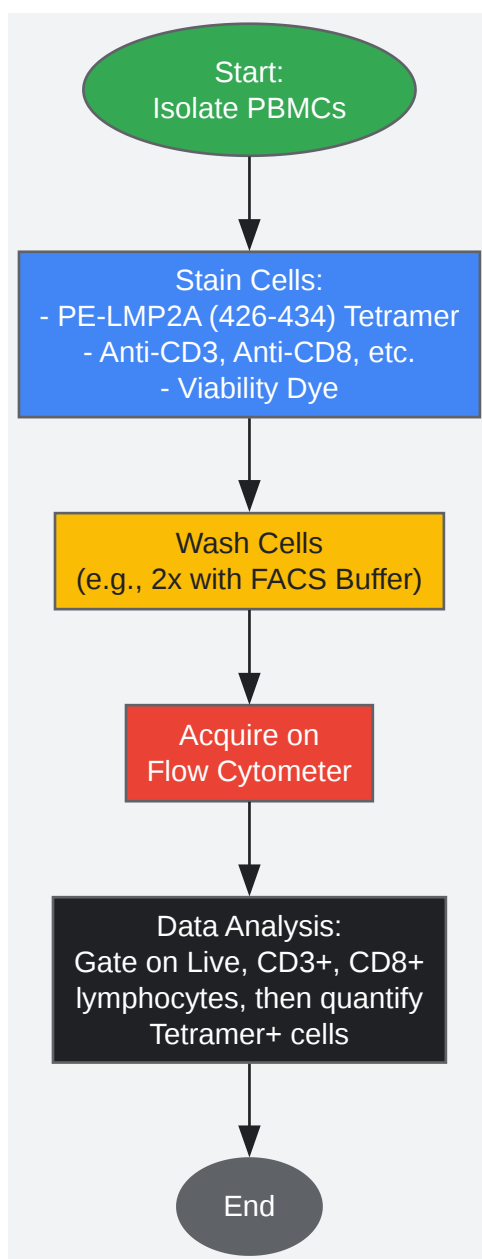 Start:
Isolate PBMCs
Stain Cells:
- PE-LMP2A (426-434) Tetramer
- Anti-CD3, Anti-CD8, etc.
- Viability Dye
Wash Cells
(e.g., 2x with FACS Buffer)
Acquire on
Flow Cytometer
Data Analysis:
Gate on Live, CD3+, CD8+
lymphocytes, then quantify
Tetramer+ cells
End